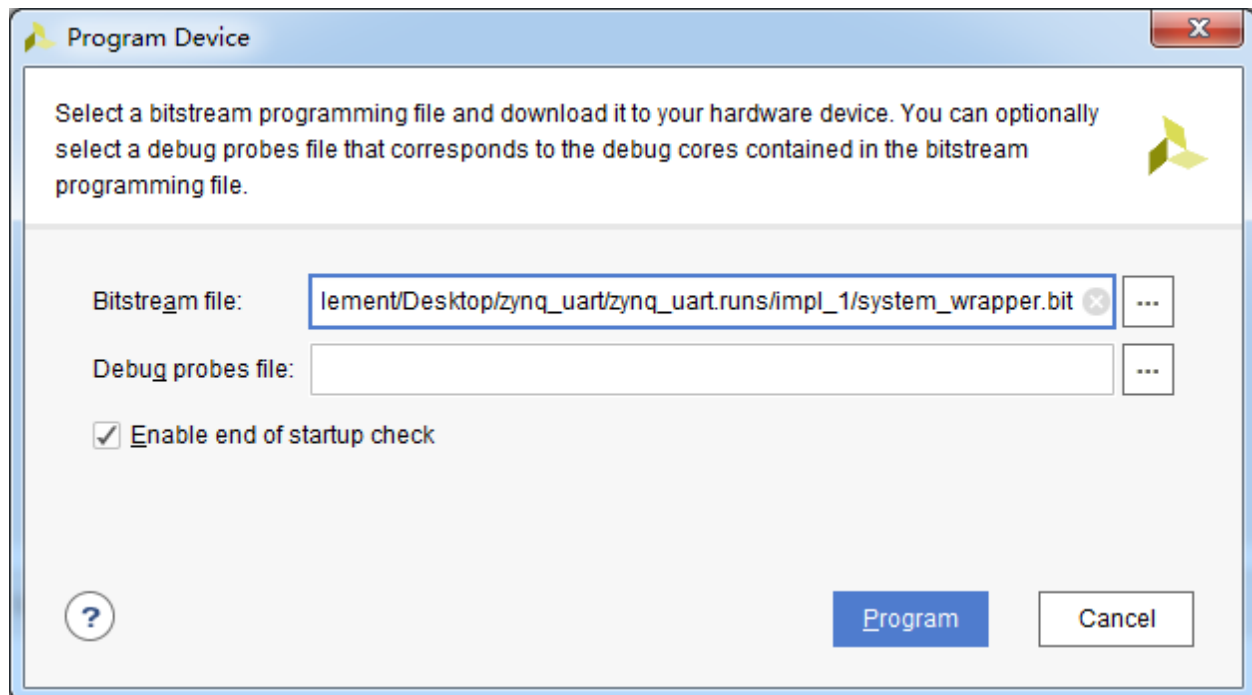 Program Device
Select a bitstream programming file and download it to your hardware device. You can optionally
select a debug probes file that corresponds to the debug cores contained in the bitstream
programming file.
Bitstream file: lement/Desktop/zynq_uart/zynq_uart.runs/impl_1/system_wrapper.bit ...
Debug probes file: ...
Enable end of startup check
? Program Cancel